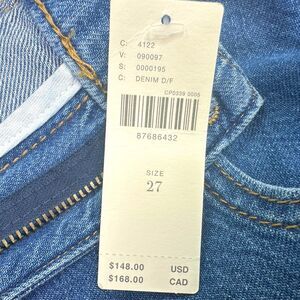 C: 4122
V: 090097
S: 0000195
C: DENIM D/F
CP0339 0005
87686432
SIZE
27
$148.00 USD
$168.00 CAD